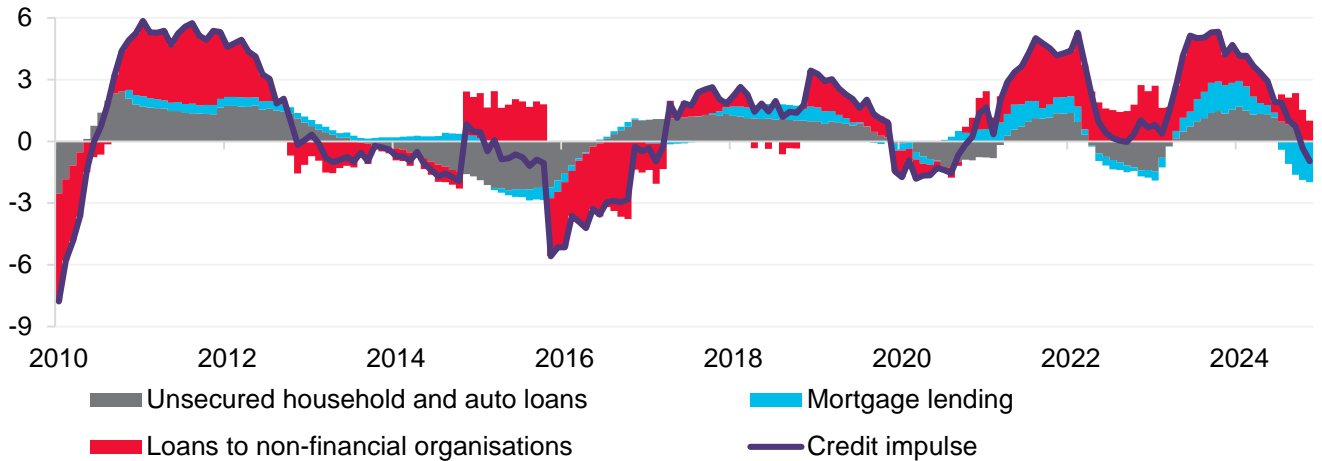 6
3
0
-3
-6
-9
2010 2012 2014 2016 2018 2020 2022 2024
Unsecured household and auto loans Mortgage lending
Loans to non-financial organisations Credit impulse